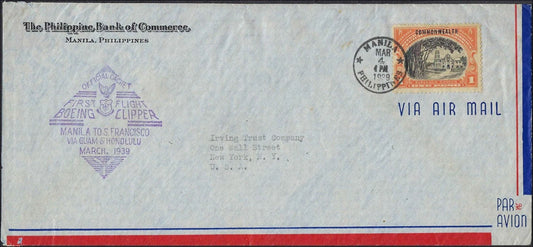 The Philippine Bank of Commerce
Manila, Philippines
OFFICIAL CACHET
FIRST FLIGHT
BOEING CLIPPER
MANILA TO S. FRANCISCO
VIA GUAM & HONOLULU
MARCH. 1939
MANILA
MAR
4
4 PM
1939
PHILIPPINES
COMMONWEALTH
1
VIA AIR MAIL
Irving Trust Company
One Wall Street
New York, N. Y.
U. S. A.
PAR
AVION